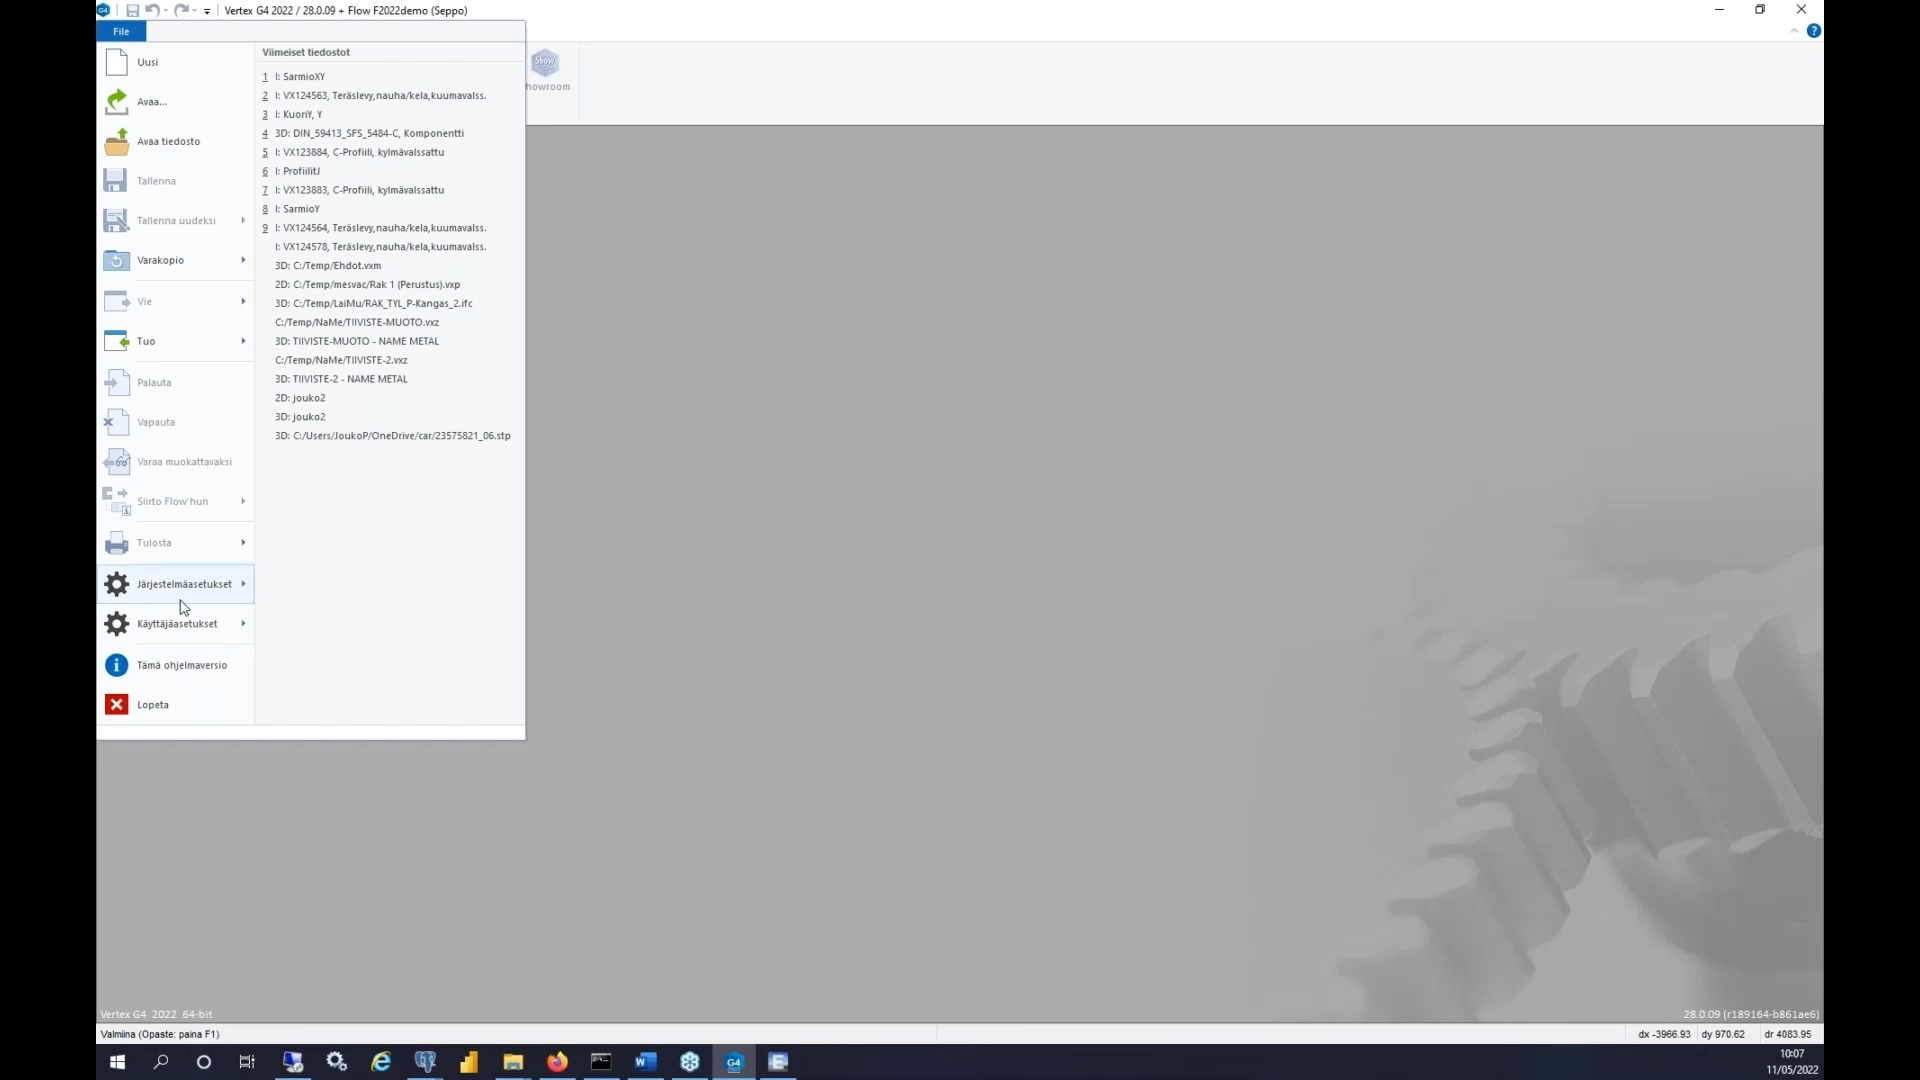 Vertex G4 2022 / 28.0.09 + Flow F2022demo (Seppo)
File
Uusi
Avaa...
Avaa tiedosto
Tallenna
Tallenna uudeksi
Varakopio
Vie
Tuo
Palauta
Vapauta
Varaa muokattavaksi
Siirto Flow'hun
Tulosta
Järjestelmäasetukset
Käyttäjäasetukset
Tämä ohjelmaversio
Lopeta
Viimeiset tiedostot
1 I: SarmioXY
2 I: VX124563, Teräslevy,nauha/kela,kuumavalss.
3 I: KuoriY, Y
4 3D: DIN_59413_SFS_5484-C, Komponentti
5 I: VX123884, C-Profiili, kylmävalssattu
6 I: ProfiilitJ
7 I: VX123883, C-Profiili, kylmävalssattu
8 I: SarmioY
9 I: VX124564, Teräslevy,nauha/kela,kuumavalss.
I: VX124578, Teräslevy,nauha/kela,kuumavalss.
3D: C:/Temp/Ehdot.vxm
2D: C:/Temp/mesvac/Rak 1 (Perustus).vxp
3D: C:/Temp/LaiMu/RAK_TYL_P-Kangas_2.ifc
C:/Temp/NaMe/TIIVISTE-MUOTO.vxz
3D: TIIVISTE-MUOTO - NAME METAL
C:/Temp/NaMe/TIIVISTE-2.vxz
3D: TIIVISTE-2 - NAME METAL
2D: jouko2
3D: jouko2
3D: C:/Users/JoukoP/OneDrive/car/23575821_06.stp
Show
howroom
Vertex G4 2022 64-bit
28.0.09 (r189164-b861ae6)
Valmiina (Opaste: paina F1)
dx -3966.93 dy 970.62 dr 4083.95
G4
10:07
11/05/2022